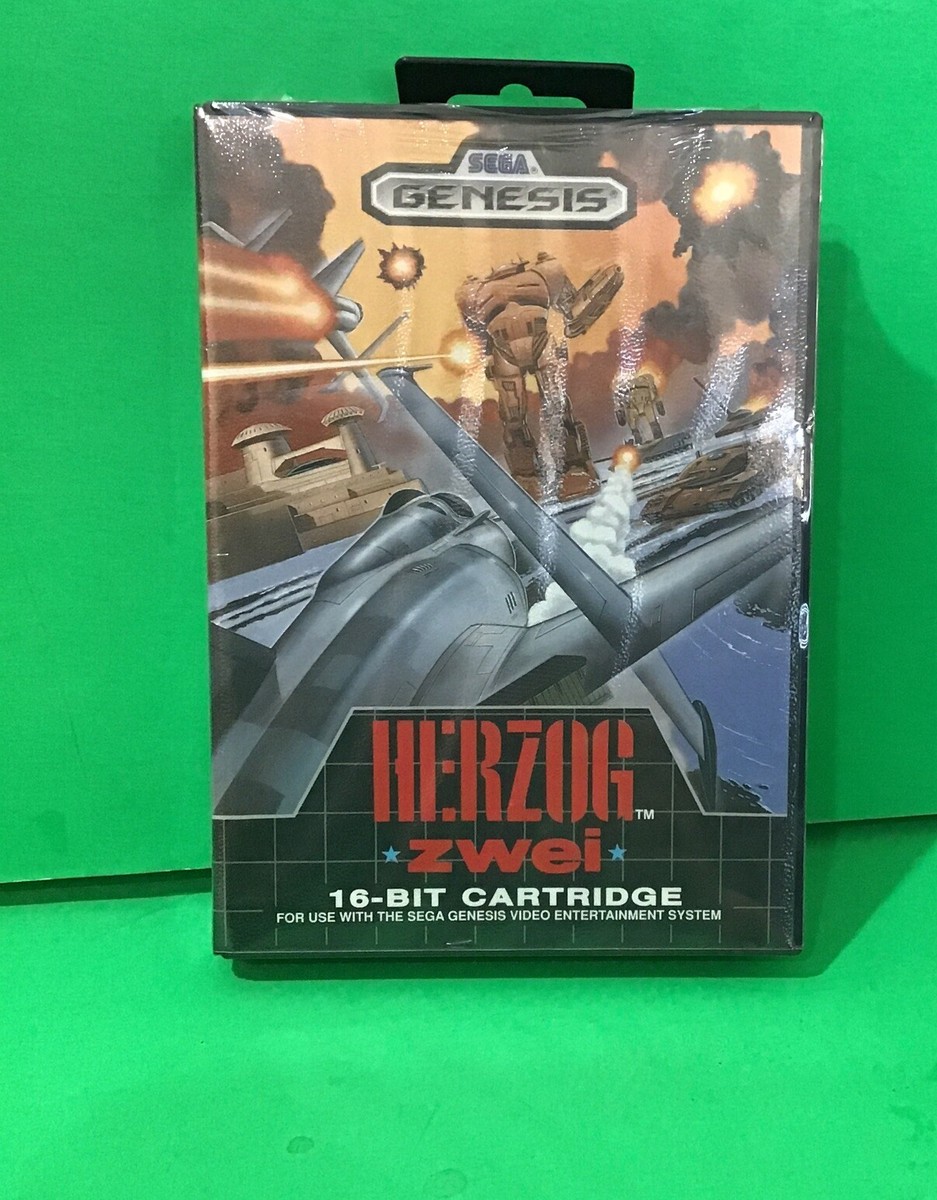 SEGA®
GENESIS
HERZOG™
zwei
16-BIT CARTRIDGE
FOR USE WITH THE SEGA GENESIS VIDEO ENTERTAINMENT SYSTEM